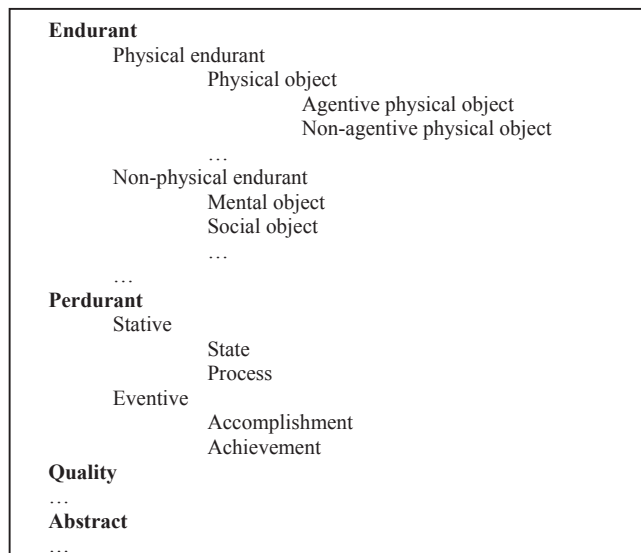 Endurant
Physical endurant
Physical object
Agentive physical object
Non-agentive physical object
…
Non-physical endurant
Mental object
Social object
…
…
Perdurant
Stative
State
Process
Eventive
Accomplishment
Achievement
Quality
…
Abstract
…